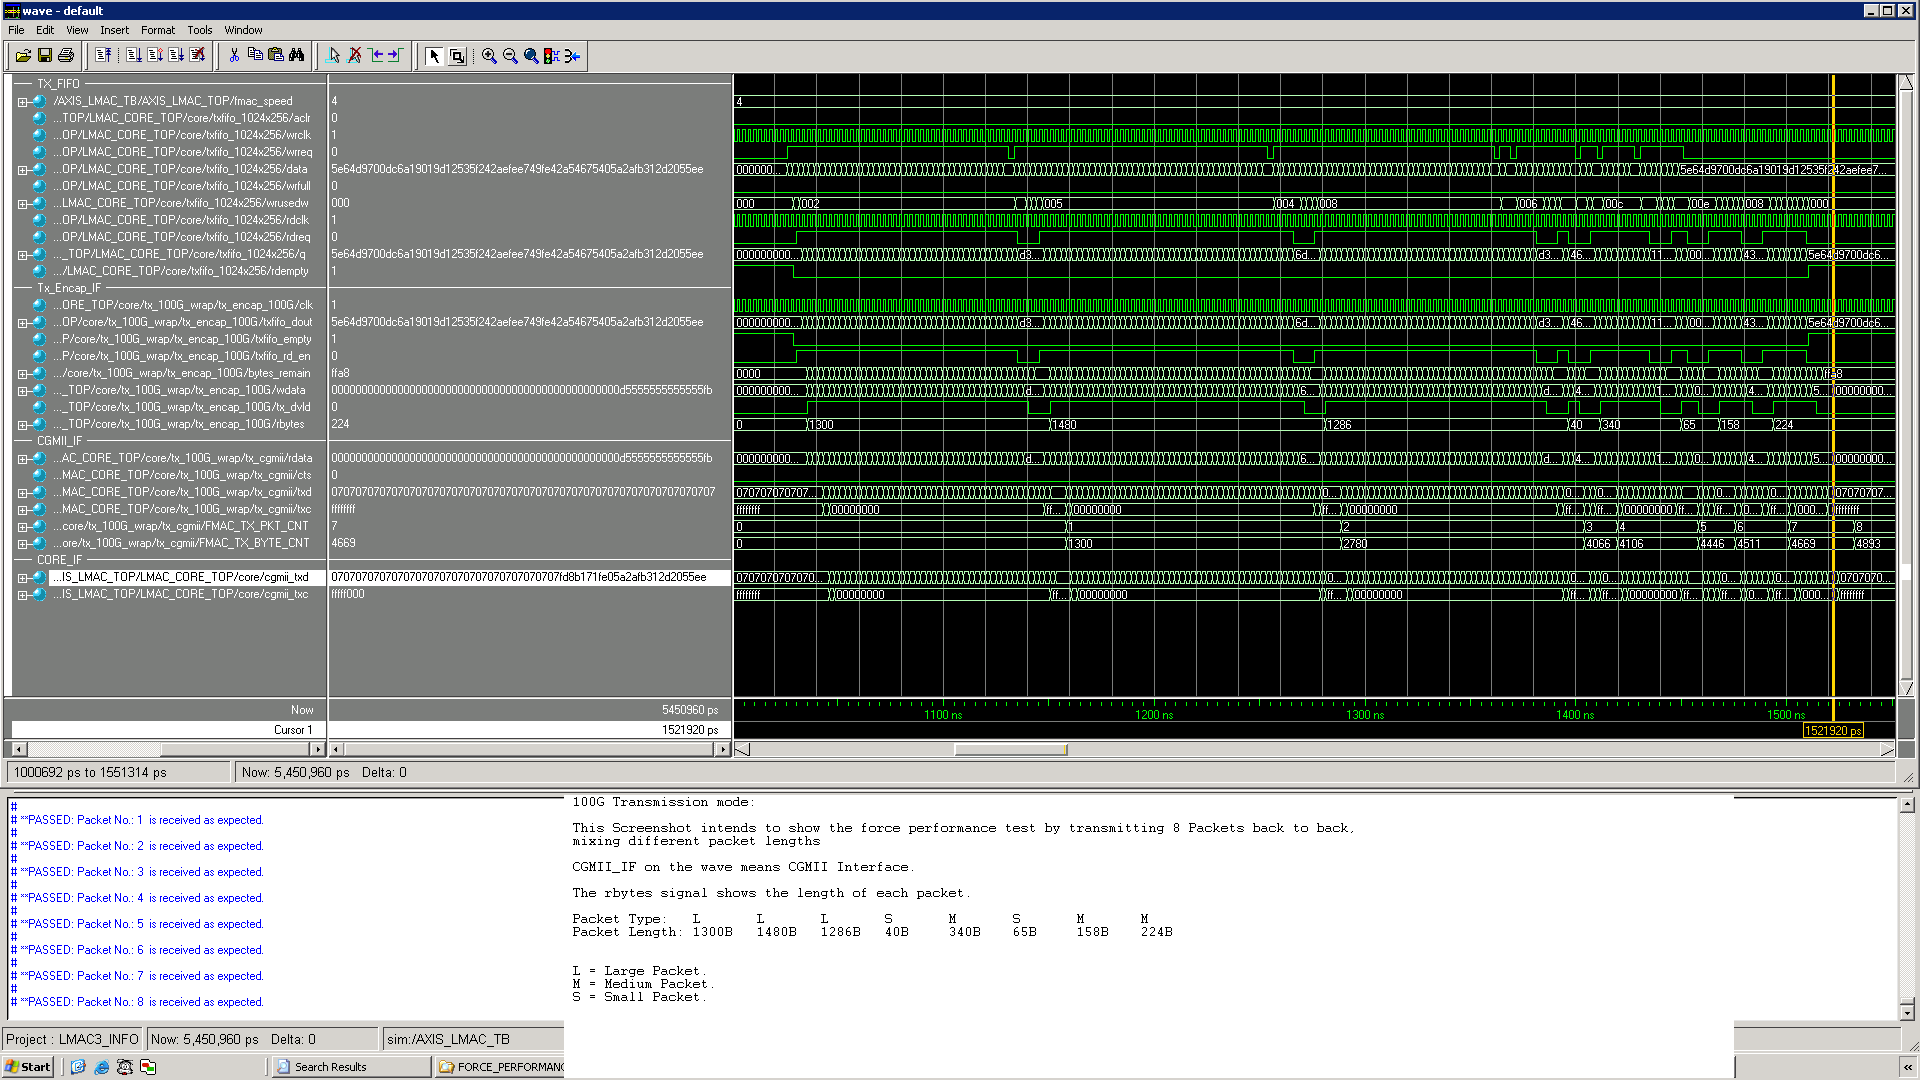 wave - default
File Edit View Insert Format Tools Window
TX_FIFO
/AXIS_LMAC_TB/AXIS_LMAC_TOP/fmac_speed 4 4
...TOP/LMAC_CORE_TOP/core/txfifo_1024x256/aclr 0
...OP/LMAC_CORE_TOP/core/txfifo_1024x256/wrclk 1
...OP/LMAC_CORE_TOP/core/txfifo_1024x256/wrreq 0
...OP/LMAC_CORE_TOP/core/txfifo_1024x256/data 5e64d9700dc6a19019d12535f242aefee749fe42a54675405a2afb312d2055ee 000000... 5e64d9700dc6a19019d12535f242aefee7...
...OP/LMAC_CORE_TOP/core/txfifo_1024x256/wrfull 0
...LMAC_CORE_TOP/core/txfifo_1024x256/wrusedw 000 000 002 005 004 008 006 00c 00e 008 000
...OP/LMAC_CORE_TOP/core/txfifo_1024x256/rdclk 1
...OP/LMAC_CORE_TOP/core/txfifo_1024x256/rdreq 0
..._TOP/LMAC_CORE_TOP/core/txfifo_1024x256/q 5e64d9700dc6a19019d12535f242aefee749fe42a54675405a2afb312d2055ee 000000000... d3... 6d... d3... 46... 11... 00... 43... 5e64d9700dc6...
.../LMAC_CORE_TOP/core/txfifo_1024x256/rdempty 1
Tx_Encap_IF
...ORE_TOP/core/tx_100G_wrap/tx_encap_100G/clk 1
...OP/core/tx_100G_wrap/tx_encap_100G/txfifo_dout 5e64d9700dc6a19019d12535f242aefee749fe42a54675405a2afb312d2055ee 000000000... d3... 6d... d3... 46... 11... 00... 43... 5e64d9700dc6...
...P/core/tx_100G_wrap/tx_encap_100G/txfifo_empty 1
...P/core/tx_100G_wrap/tx_encap_100G/txfifo_rd_en 0
.../core/tx_100G_wrap/tx_encap_100G/bytes_remain ffa8 0000 ffa8
..._TOP/core/tx_100G_wrap/tx_encap_100G/wdata 000000000000000000000000000000000000000000000000d5555555555555fb 000000000... d... 6... d... 4... 1... 0... 4... 5... 00000000...
..._TOP/core/tx_100G_wrap/tx_encap_100G/tx_dvld 0
..._TOP/core/tx_100G_wrap/tx_encap_100G/rbytes 224 0 1300 1480 1286 40 340 65 158 224
CGMII_IF
...AC_CORE_TOP/core/tx_100G_wrap/tx_cgmii/rdata 000000000000000000000000000000000000000000000000d5555555555555fb 000000000... d... 6... d... 4... 1... 0... 4... 5... 00000000...
...MAC_CORE_TOP/core/tx_100G_wrap/tx_cgmii/cts 0
...MAC_CORE_TOP/core/tx_100G_wrap/tx_cgmii/txd 0707070707070707070707070707070707070707070707070707070707070707 070707070707... 0... 0... 0... 0... 0... 0707070...
...MAC_CORE_TOP/core/tx_100G_wrap/tx_cgmii/txc ffffffff ffffffff 00000000 ff... 00000000 ff... 00000000 ff... ff... 00000000 ff... ff... ff... 000... ffffffff
...core/tx_100G_wrap/tx_cgmii/FMAC_TX_PKT_CNT 7 0 1 2 3 4 5 6 7 8
...ore/tx_100G_wrap/tx_cgmii/FMAC_TX_BYTE_CNT 4669 0 1300 2780 4066 4106 4446 4511 4669 4893
CORE_IF
...IS_LMAC_TOP/LMAC_CORE_TOP/core/cgmii_txd 0707070707070707070707070707070707070707fd8b171fe05a2afb312d2055ee 0707070707070... 0... 0... 0... 0... 0... 0707070...
...IS_LMAC_TOP/LMAC_CORE_TOP/core/cgmii_txc fffff000 ffffffff 00000000 ff... 00000000 ff... 00000000 ff... ff... 00000000 ff... 0... ff... 000... ffffffff
Now 5450960 ps 1100 ns 1200 ns 1300 ns 1400 ns 1500 ns
Cursor 1 1521920 ps 1521920 ps
1000692 ps to 1551314 ps Now: 5,450,960 ps Delta: 0
#
# **PASSED: Packet No.: 1 is received as expected.
#
# **PASSED: Packet No.: 2 is received as expected.
#
# **PASSED: Packet No.: 3 is received as expected.
#
# **PASSED: Packet No.: 4 is received as expected.
#
# **PASSED: Packet No.: 5 is received as expected.
#
# **PASSED: Packet No.: 6 is received as expected.
#
# **PASSED: Packet No.: 7 is received as expected.
#
# **PASSED: Packet No.: 8 is received as expected.
100G Transmission mode:
This Screenshot intends to show the force performance test by transmitting 8 Packets back to back,
mixing different packet lengths
CGMII_IF on the wave means CGMII Interface.
The rbytes signal shows the length of each packet.
Packet Type: L L L S M S M M
Packet Length: 1300B 1480B 1286B 40B 340B 65B 158B 224B
L = Large Packet.
M = Medium Packet.
S = Small Packet.
Project : LMAC3_INFO Now: 5,450,960 ps Delta: 0 sim:/AXIS_LMAC_TB
Start Search Results FORCE_PERFORMANC